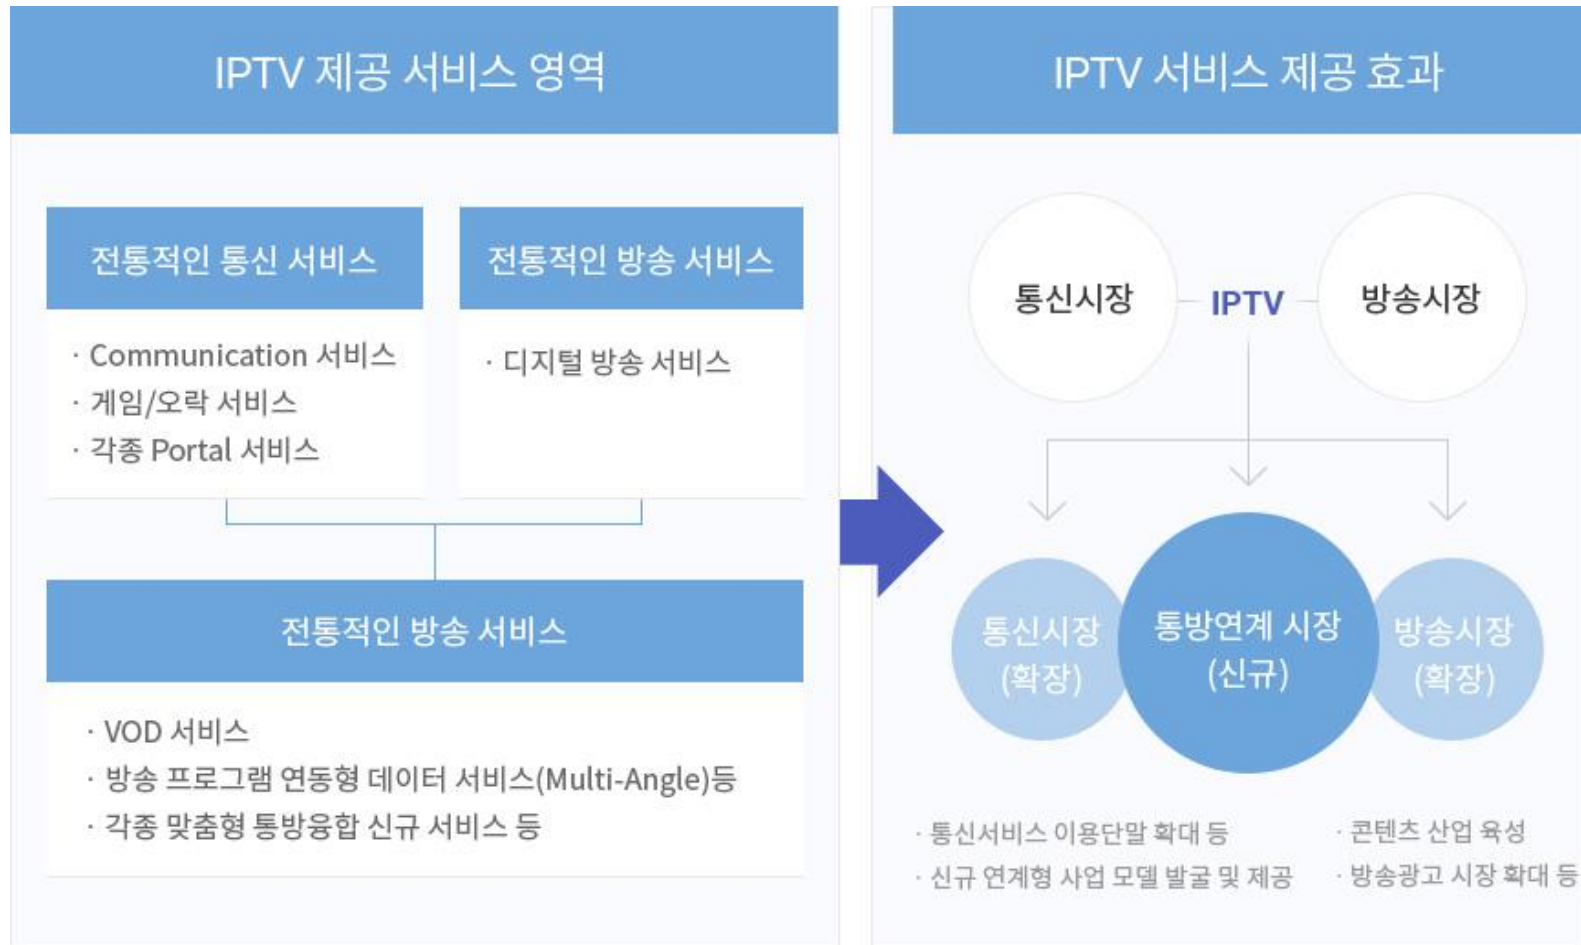 IPTV 제공 서비스 영역
전통적인 통신 서비스
· Communication 서비스
· 게임/오락 서비스
· 각종 Portal 서비스
전통적인 방송 서비스
· 디지털 방송 서비스
전통적인 방송 서비스
· VOD 서비스
· 방송 프로그램 연동형 데이터 서비스(Multi-Angle)등
· 각종 맞춤형 통방융합 신규 서비스 등
IPTV 서비스 제공 효과
통신시장
IPTV
방송시장
통신시장
(확장)
통방연계 시장
(신규)
방송시장
(확장)
· 통신서비스 이용단말 확대 등
· 신규 연계형 사업 모델 발굴 및 제공
· 콘텐츠 산업 육성
· 방송광고 시장 확대 등